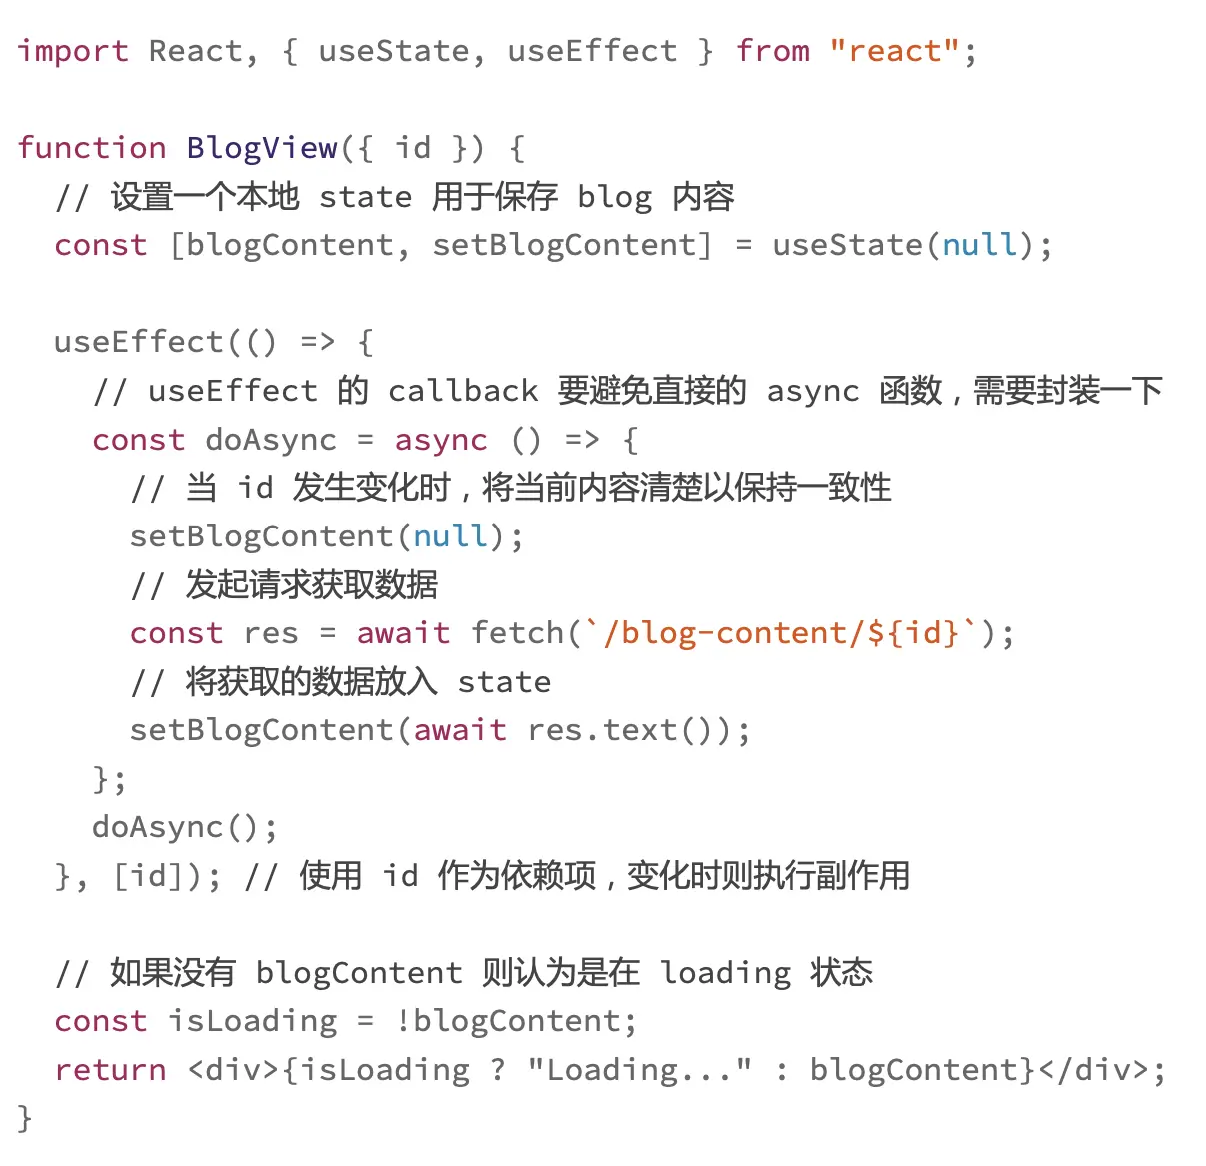 import React, { useState, useEffect } from "react";
function BlogView({ id }) {
// 设置一个本地 state 用于保存 blog 内容
const [blogContent, setBlogContent] = useState(null);
useEffect(() => {
// useEffect 的 callback 要避免直接的 async 函数，需要封装一下
const doAsync = async () => {
// 当 id 发生变化时，将当前内容清楚以保持一致性
setBlogContent(null);
// 发起请求获取数据
const res = await fetch(`/blog-content/${id}`);
// 将获取的数据放入 state
setBlogContent(await res.text());
};
doAsync();
}, [id]); // 使用 id 作为依赖项，变化时则执行副作用
// 如果没有 blogContent 则认为是在 loading 状态
const isLoading = !blogContent;
return <div>{isLoading ? "Loading..." : blogContent}</div>;
}